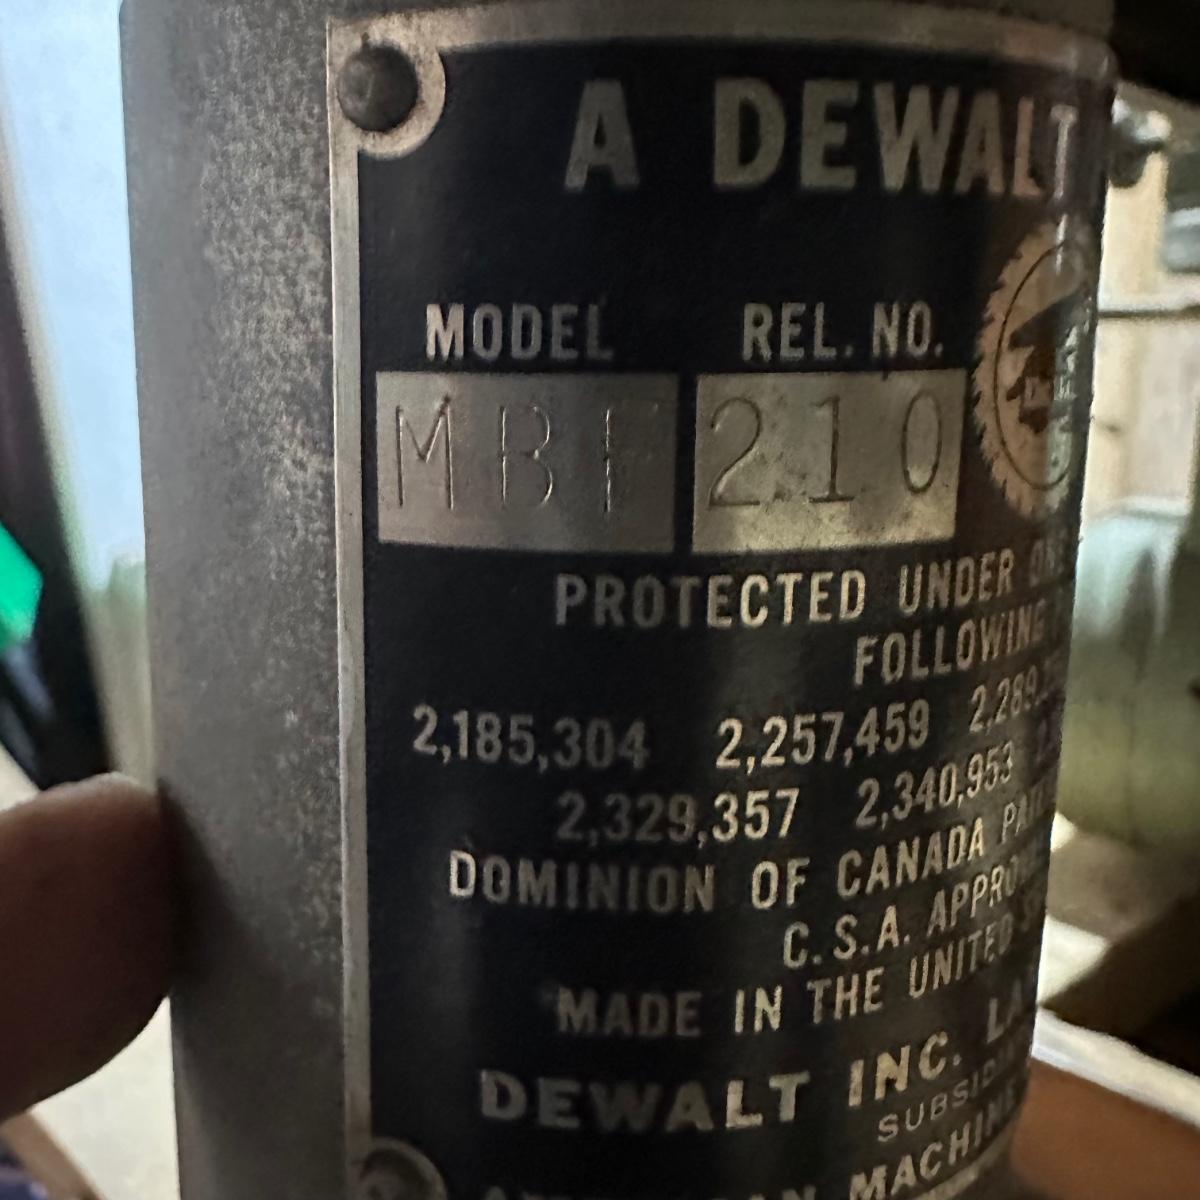 A DEWALT
MODEL REL. NO.
MBF 210
PROTECTED UNDER
FOLLOWING
2,185,304 2,257,459
2,329,357 2,340,953
DOMINION OF CANADA
C.S.A.
MADE IN THE UNITED
DEWALT INC.